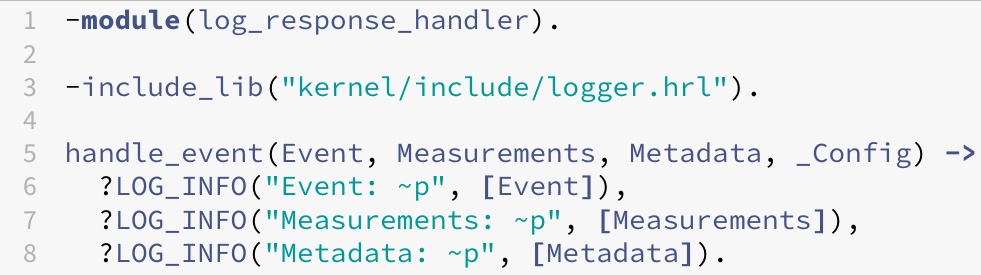 1 -module(log_response_handler).
2
3 -include_lib("kernel/include/logger.hrl").
4
5 handle_event(Event, Measurements, Metadata, _Config) ->
6   ?LOG_INFO("Event: ~p", [Event]),
7   ?LOG_INFO("Measurements: ~p", [Measurements]),
8   ?LOG_INFO("Metadata: ~p", [Metadata]).